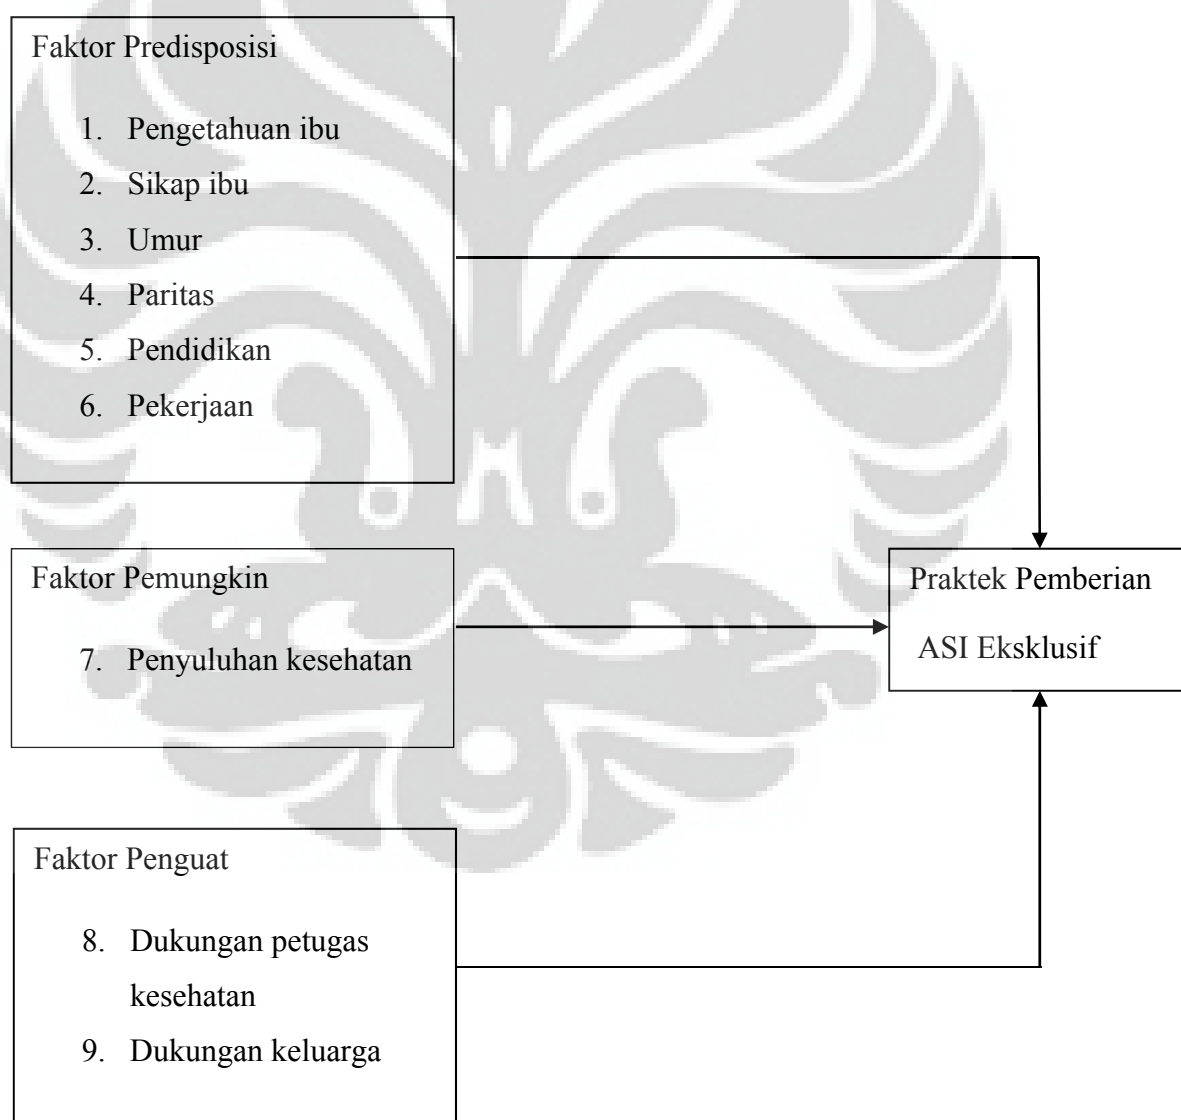 Faktor Predisposisi
1. Pengetahuan ibu
2. Sikap ibu
3. Umur
4. Paritas
5. Pendidikan
6. Pekerjaan
Faktor Pemungkin
7. Penyuluhan kesehatan
Praktek Pemberian
ASI Eksklusif
Faktor Penguat
8. Dukungan petugas
kesehatan
9. Dukungan keluarga